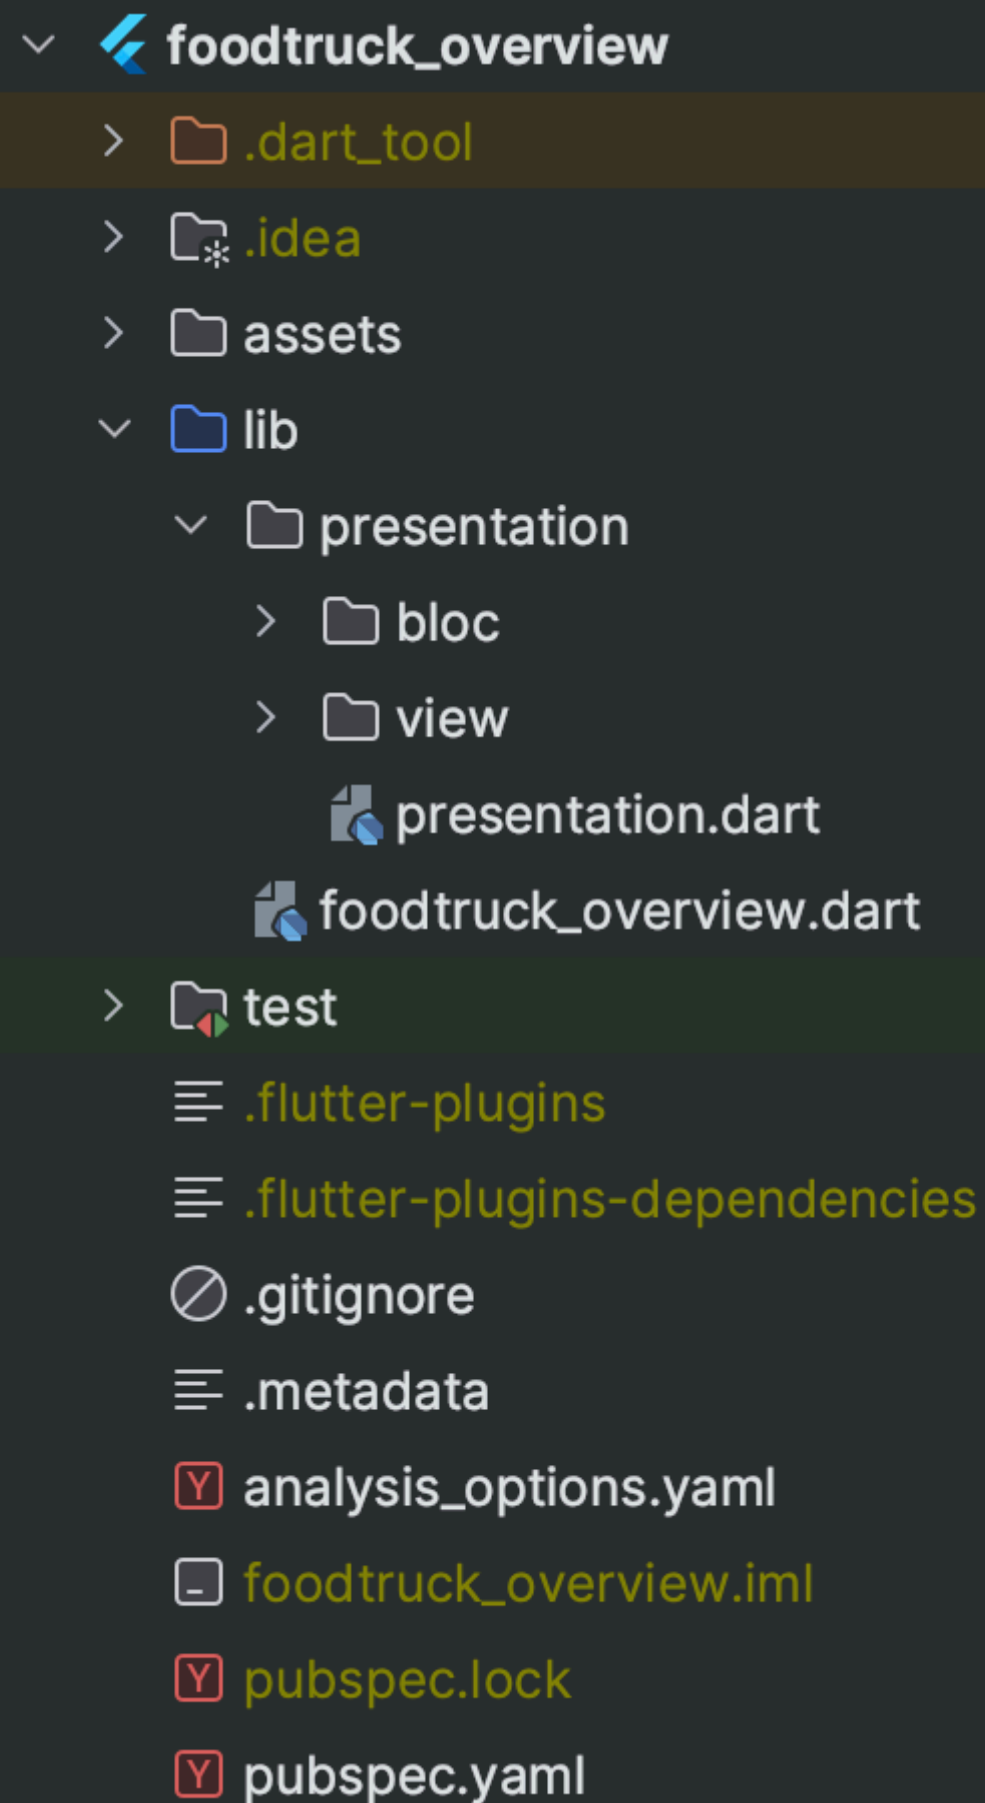 foodtruck_overview
.dart_tool
.idea
assets
lib
presentation
bloc
view
presentation.dart
foodtruck_overview.dart
test
.flutter-plugins
.flutter-plugins-dependencies
.gitignore
.metadata
analysis_options.yaml
foodtruck_overview.iml
pubspec.lock
pubspec.yaml